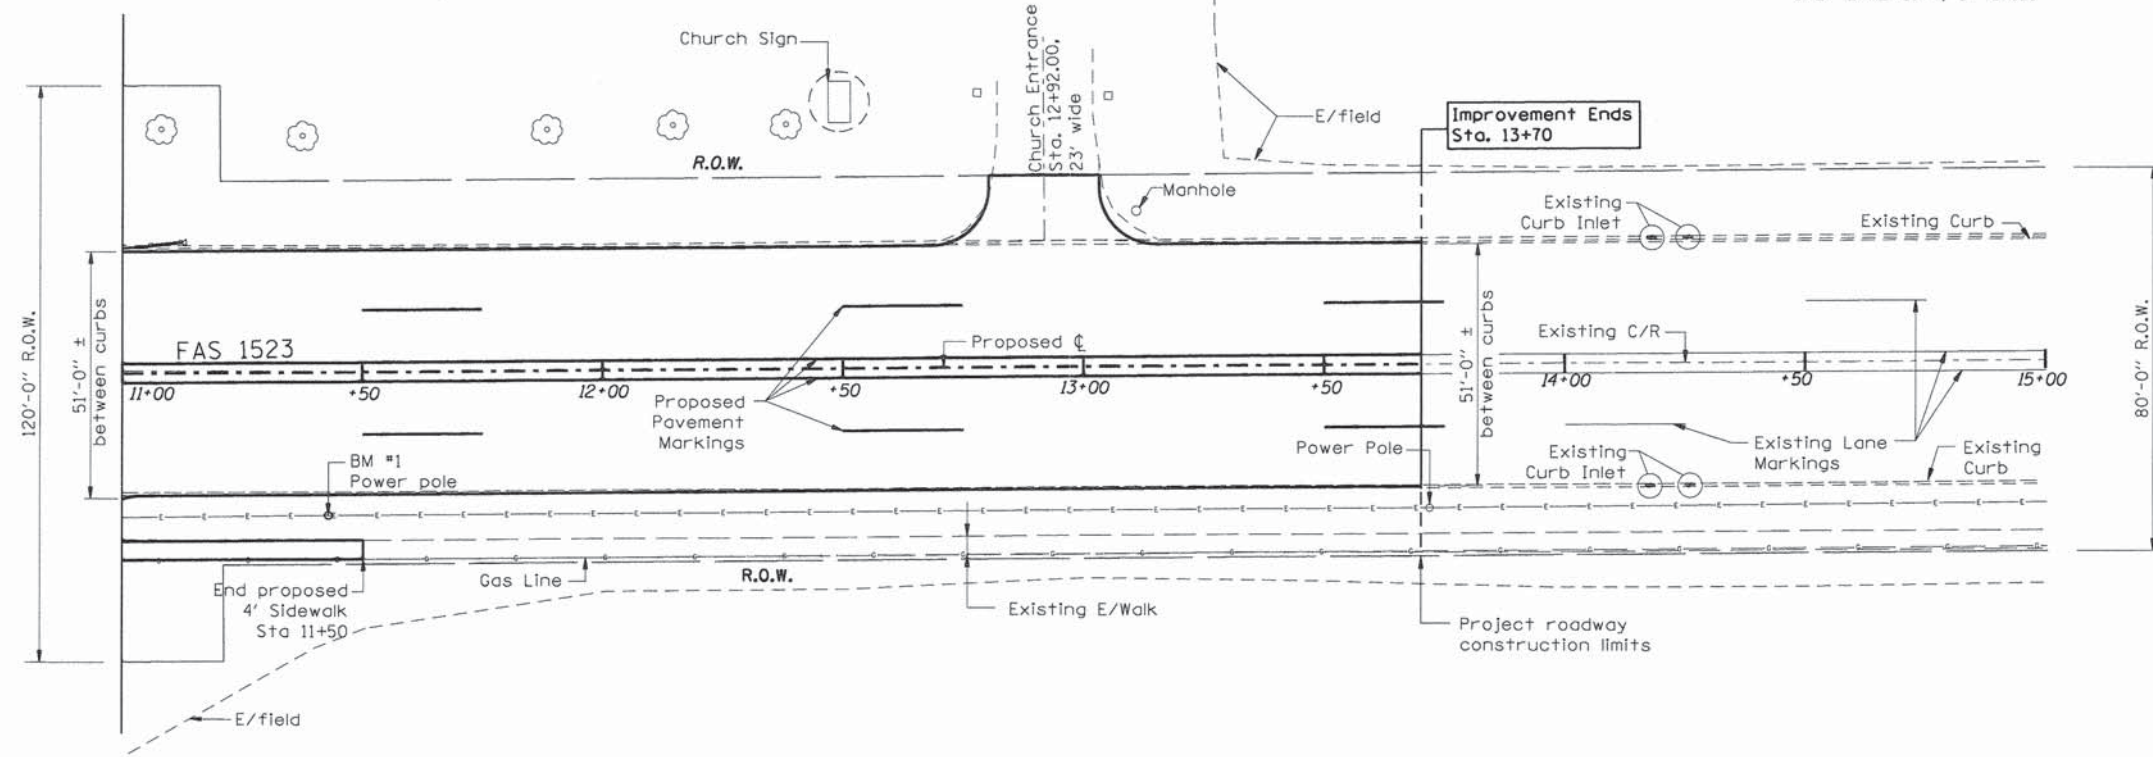 Church Sign
Church Entrance
Sta. 12+92.00,
23' wide
E/field
Improvement Ends
Sta. 13+70
R.O.W.
Manhole
Existing
Curb Inlet
Existing Curb
120'-0" R.O.W.
51'-0" ±
between curbs
FAS 1523
Proposed ℄
51'-0" ±
between curbs
Existing C/R
80'-0" R.O.W.
11+00
+50
12+00
+50
13+00
+50
14+00
+50
15+00
Proposed
Pavement
Markings
BM #1
Power pole
Power Pole
Existing
Curb Inlet
Existing Lane
Markings
Existing
Curb
End proposed
4' Sidewalk
Sta 11+50
Gas Line
R.O.W.
Existing E/Walk
Project roadway
construction limits
E/field